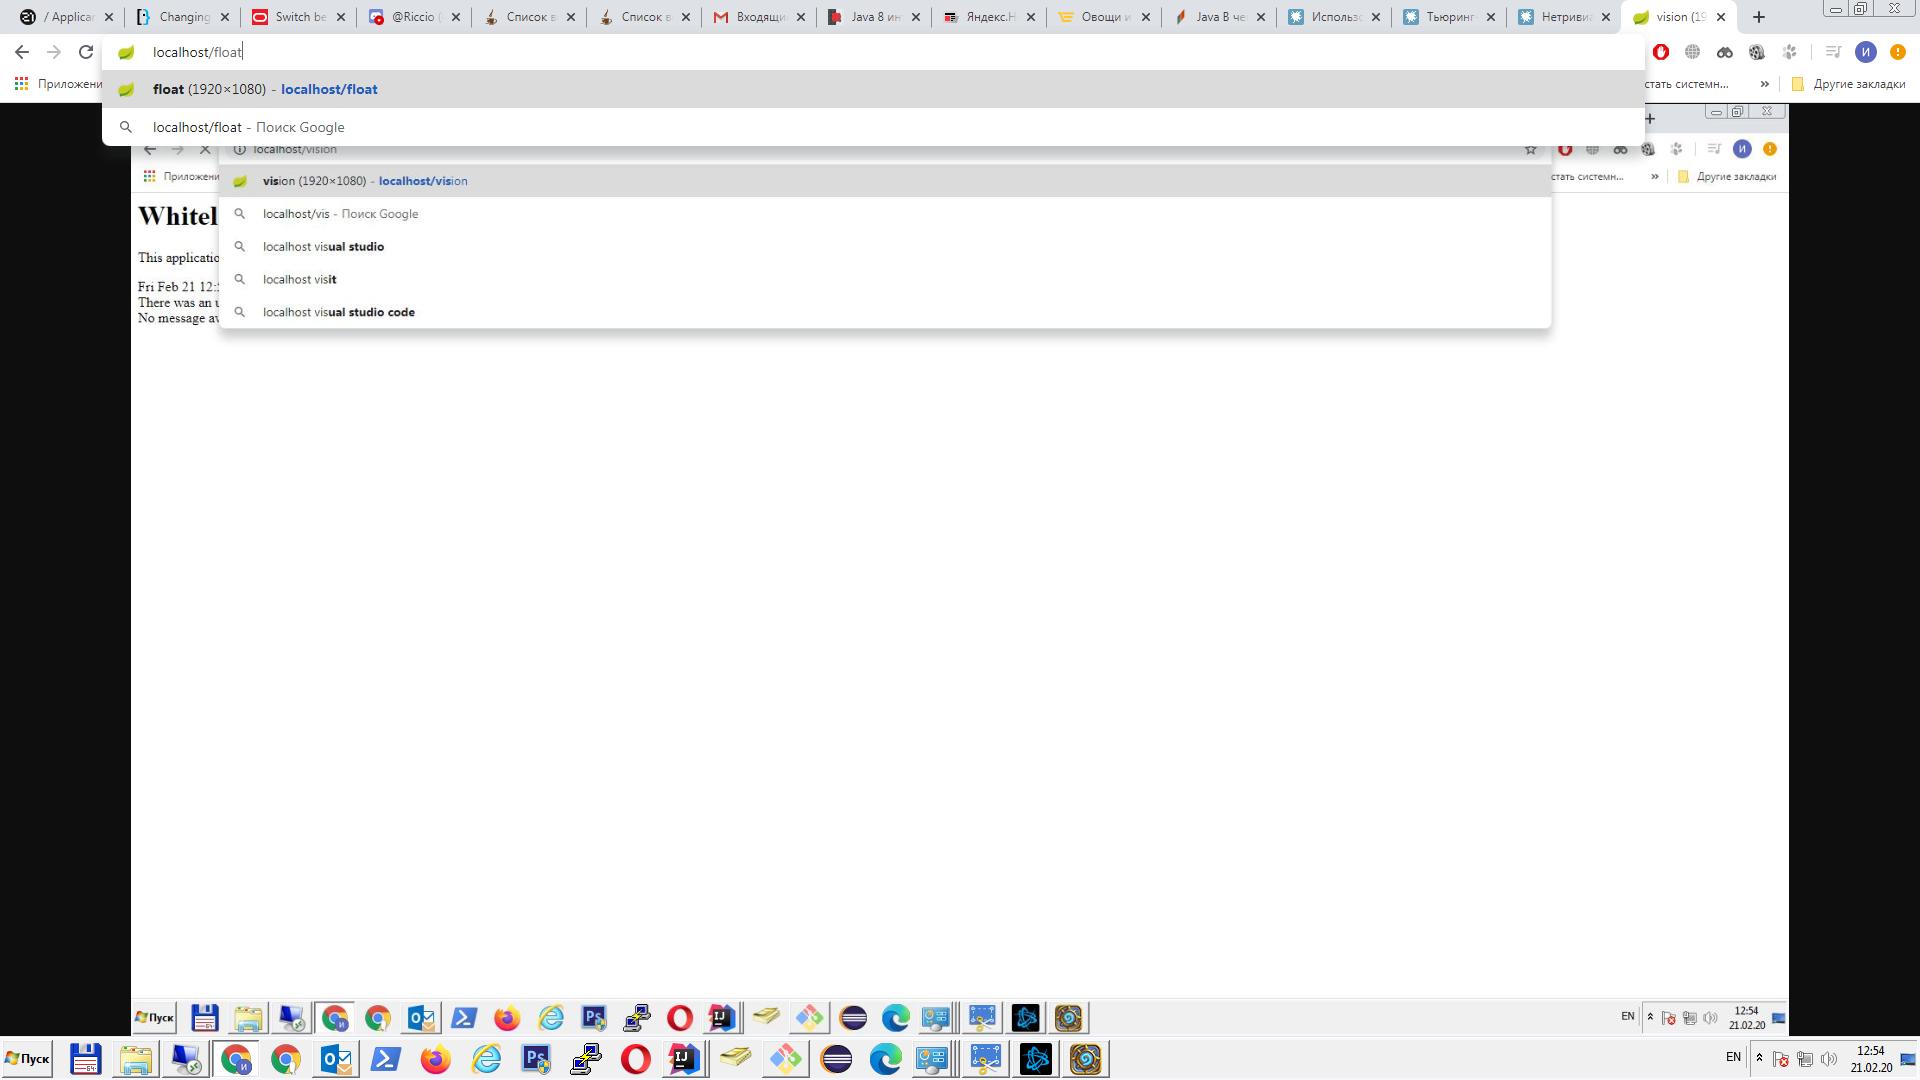 / Applicar
Changing
Switch be
@Riccio (
Список в
Список в
Входящи
Java 8 ин
Яндекс.Н
Овощи и
Java В че
Использо
Тьюринг-
Нетривиа
vision (19
localhost/float
float (1920×1080) - localhost/float
localhost/float - Поиск Google
Приложени
стать системн...
»
Другие закладки
localhost/vision
vision (1920×1080) - localhost/vision
localhost/vis - Поиск Google
localhost visual studio
localhost visit
localhost visual studio code
Приложени
стать системн...
»
Другие закладки
Whitel
This applicatio
Fri Feb 21 12:
There was an u
No message av
Пуск
EN
12:54
21.02.20
Пуск
EN
12:54
21.02.20